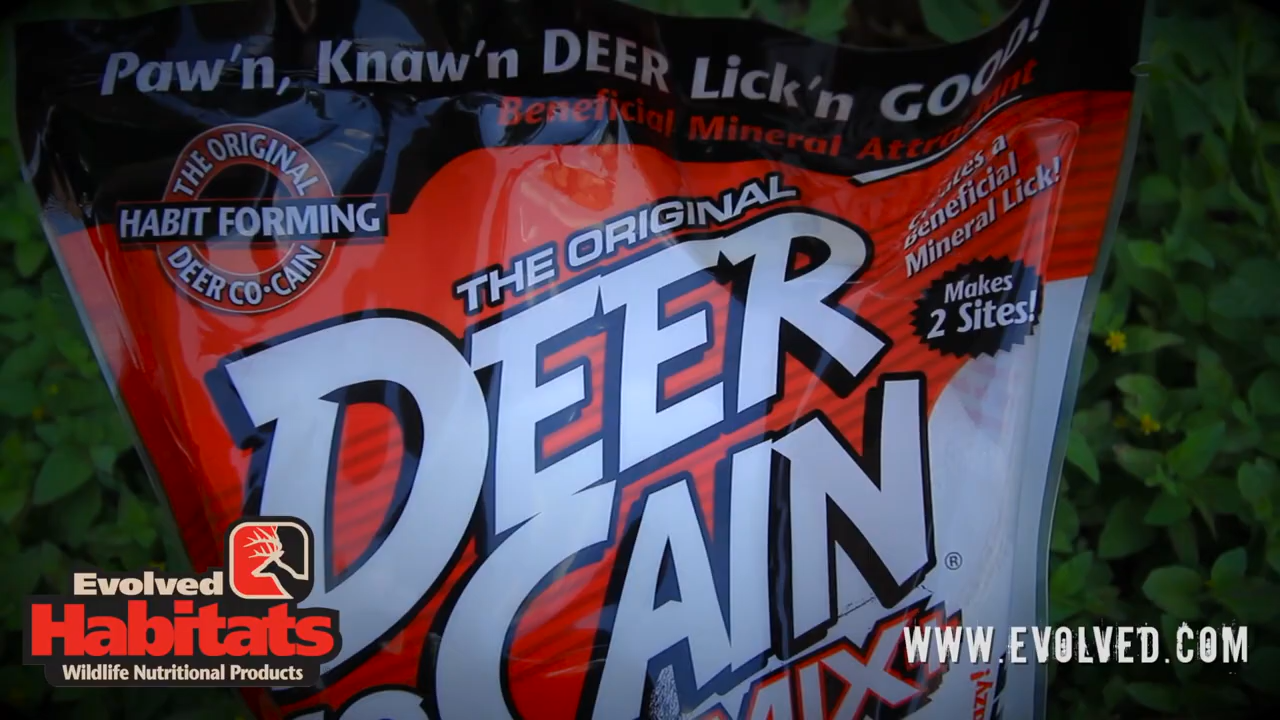 Paw'n, Knaw'n DEER Lick'n GOOD!
Beneficial Mineral Attractant
THE ORIGINAL
HABIT FORMING
DEER CO-CAIN
THE ORIGINAL
DEER
CAIN
®
MIX
Beneficial
Mineral Lick!
Makes
2 Sites!
Evolved
Habitats
Wildlife Nutritional Products
WWW.EVOLVED.COM